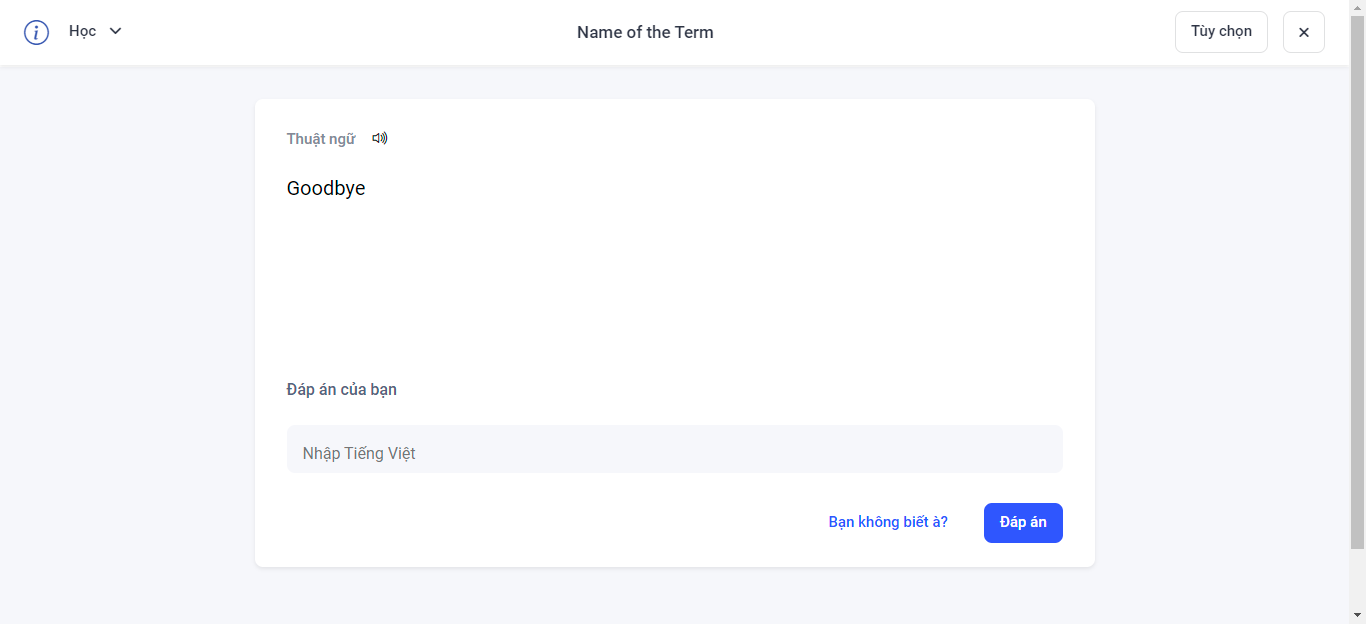 Học
Name of the Term
Tùy chọn
Thuật ngữ
Goodbye
Đáp án của bạn
Nhập Tiếng Việt
Bạn không biết à?
Đáp án